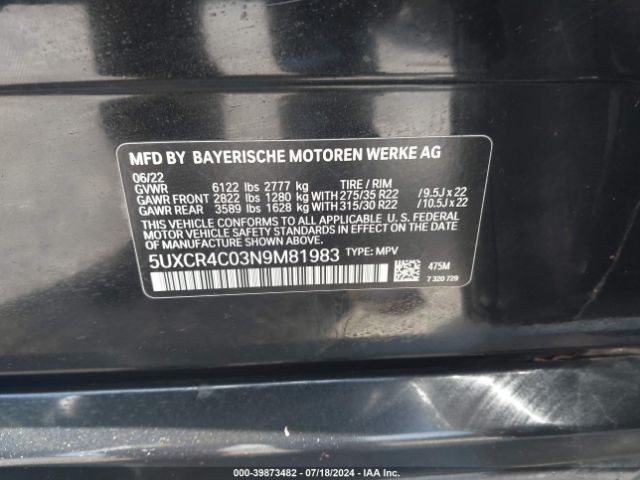 MFD BY BAYERISCHE MOTOREN WERKE AG
06/22
GVWR 6122 lbs 2777 kg TIRE / RIM
GAWR FRONT 2822 lbs 1280 kg WITH 275/35 R22 / 9.5J x 22
GAWR REAR 3589 lbs 1628 kg WITH 315/30 R22 / 10.5J x 22
THIS VEHICLE CONFORMS TO ALL APPLICABLE U. S. FEDERAL
MOTOR VEHICLE SAFETY STANDARDS IN EFFECT ON THE DATE
OF MANUFACTURE SHOWN ABOVE.
5UXCR4C03N9M81983 TYPE: MPV
475M
7 320 729
000-39873482 - 07/18/2024 - IAA Inc.